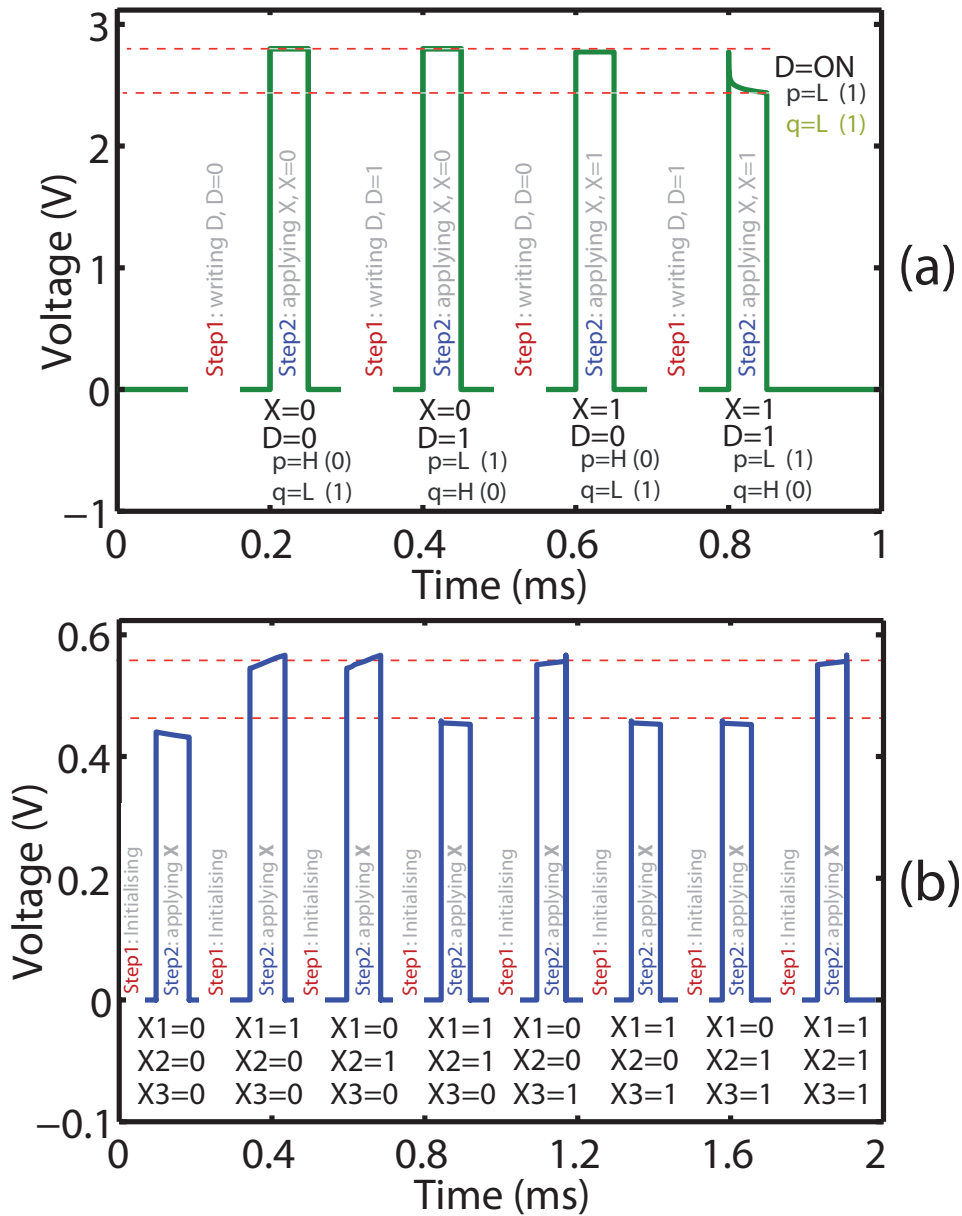 3
2
1
0
−1
Voltage (V)
Step1: writing D, D=0
Step2: applying X, X=0
Step1: writing D, D=1
Step2: applying X, X=0
Step1: writing D, D=0
Step2: applying X, X=1
Step1: writing D, D=1
Step2: applying X, X=1
D=ON
p=L (1)
q=L (1)
X=0
D=0
p=H (0)
q=L (1)
X=0
D=1
p=L (1)
q=H(0)
X=1
D=0
p=H (0)
q=L (1)
X=1
D=1
p=L (1)
q=H(0)
0 0.2 0.4 0.6 0.8 1
Time (ms)
(a)
0.6
0.4
0.2
0
−0.1
Voltage (V)
Step1: Initialising
Step2: applying X
Step1: Initialising
Step2: applying X
Step1: Initialising
Step2: applying X
Step1: Initialising
Step2: applying X
Step1: Initialising
Step2: applying X
Step1: Initialising
Step2: applying X
Step1: Initialising
Step2: applying X
Step1: Initialising
Step2: applying X
X1=0 X1=1 X1=0 X1=1 X1=0 X1=1 X1=0 X1=1
X2=0 X2=0 X2=1 X2=1 X2=0 X2=0 X2=1 X2=1
X3=0 X3=0 X3=0 X3=0 X3=1 X3=1 X3=1 X3=1
0 0.4 0.8 1.2 1.6 2
Time (ms)
(b)